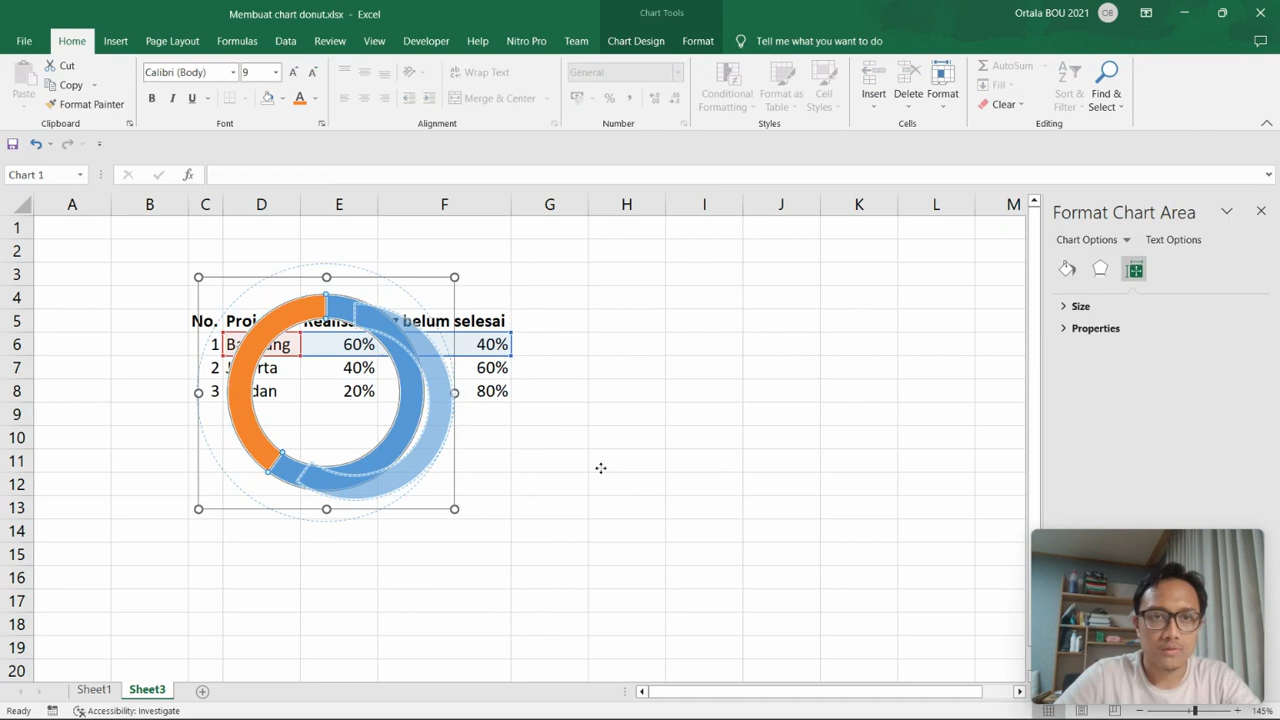 Membuat chart donut.xlsx - Excel
Chart Tools
Ortala BOU 2021 OB
File Home Insert Page Layout Formulas Data Review View Developer Help Nitro Pro Team Chart Design Format Tell me what you want to do
Paste
Cut
Copy
Format Painter
Clipboard
Calibri (Body) 9
B I U
Font
Wrap Text
Merge & Center
Alignment
General
Number
Conditional Formatting
Format as Table
Cell Styles
Styles
Insert
Delete
Format
Cells
AutoSum
Fill
Clear
Sort & Filter
Find & Select
Editing
Chart 1 fx
A B C D E F G H I J K L M
1
2
3
4
5 No. belum selesai
6 1 60% 40%
7 2 40% 60%
8 3 20% 80%
9
10
11
12
13
14
15
16
17
18
19
20
Format Chart Area
Chart Options Text Options
Size
Properties
Sheet1 Sheet3
Ready Accessibility: Investigate 145%